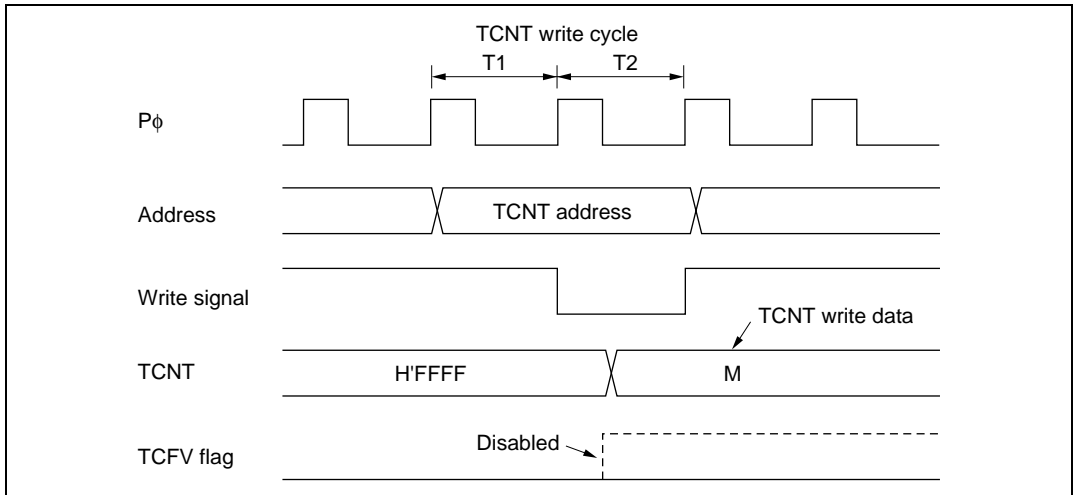 TCNT write cycle
T1 T2
Pϕ
Address TCNT address
Write signal
TCNT write data
TCNT H'FFFF M
Disabled
TCFV flag